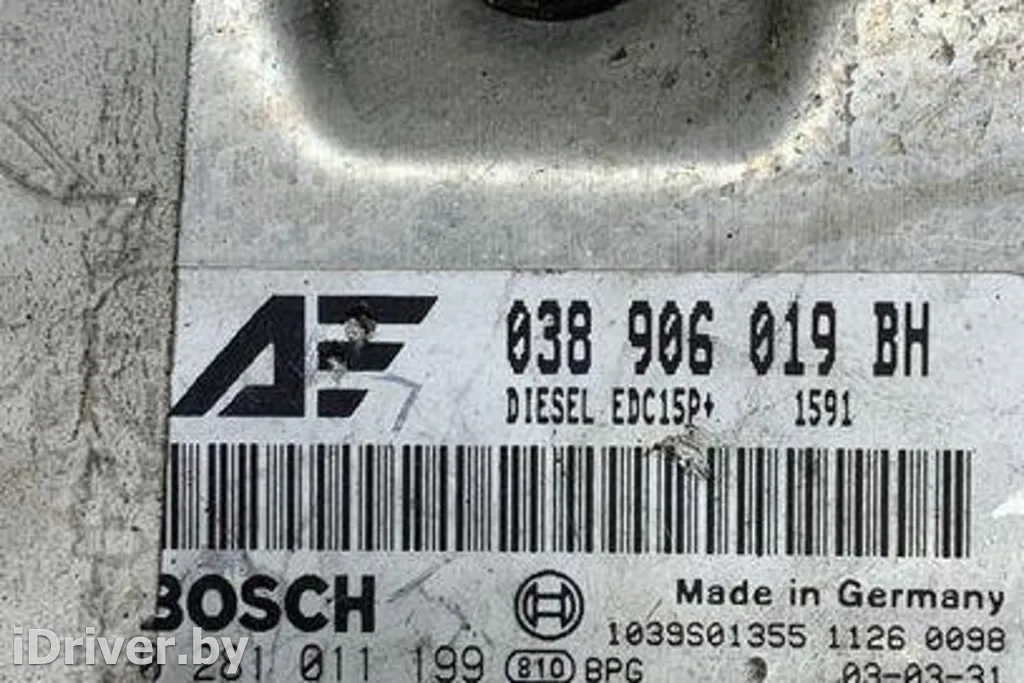 AF 038 906 019 BH
DIESEL EDC15P+ 1591
BOSCH Made in Germany
1039S01355 1126 0098
0 281 011 199 810 BPG 03-03-31
iDriver.by